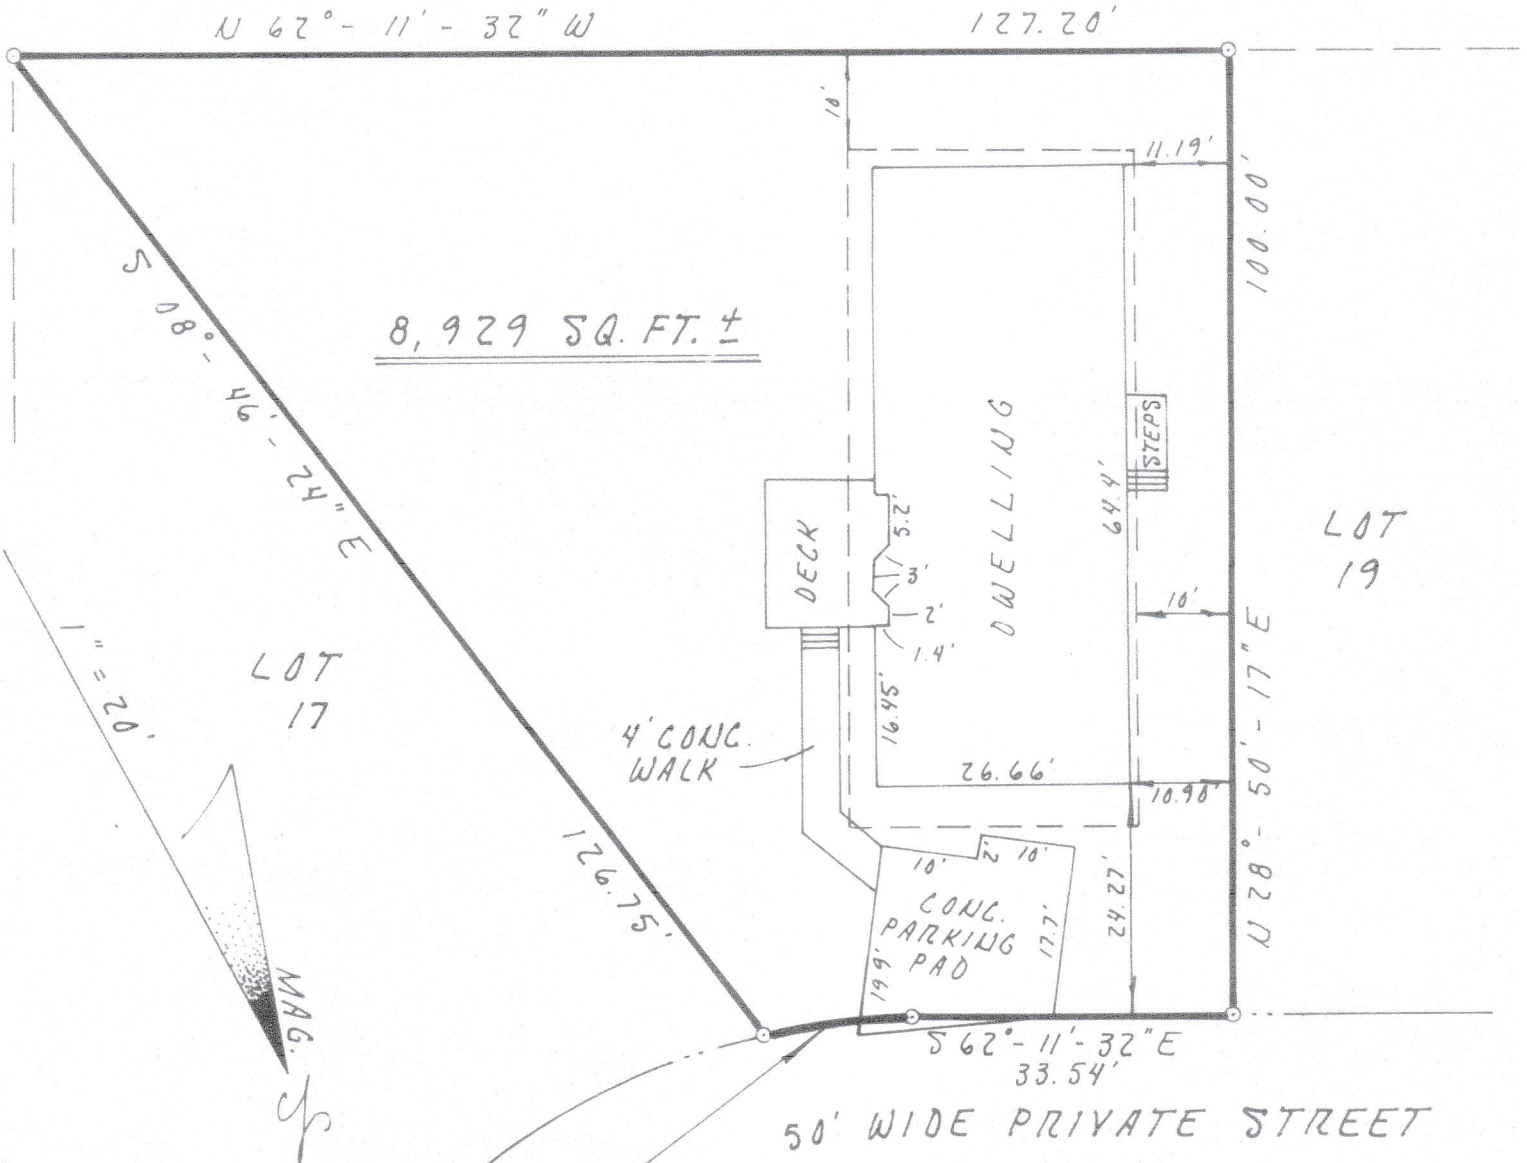 N 62° - 11' - 32" W
127.20'
10'
11.19'
100.00'
S 80° - 46' - 24" E
8,929 SQ. FT. ±
DWELLING
STEPS
64.4'
DECK
5.2'
3'
2'
1.4'
LOT
19
10'
LOT
17
1" = 20'
16.45'
4' CONC.
WALK
26.66'
10.90'
N 28° - 50' - 17" E
126.75'
10'
2'
10'
CONC.
PARKING
PAD
19.9'
17.7'
24.27'
MAG.
S 62° - 11' - 32" E
33.54'
50' WIDE PRIVATE STREET